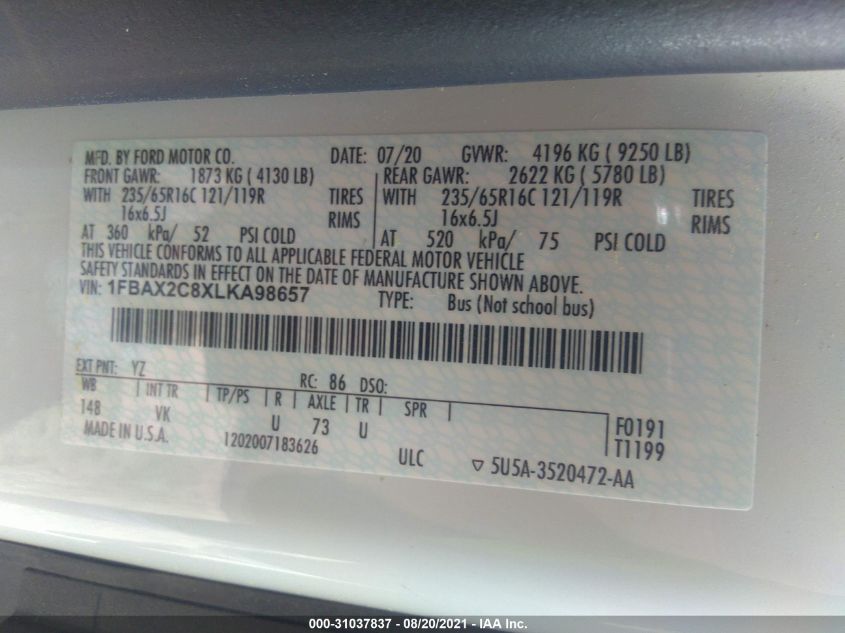 MFD. BY FORD MOTOR CO. DATE: 07/20 GVWR: 4196 KG ( 9250 LB)
FRONT GAWR: 1873 KG ( 4130 LB) REAR GAWR: 2622 KG ( 5780 LB)
WITH 235/65R16C 121/119R TIRES WITH 235/65R16C 121/119R TIRES
16x6.5J RIMS 16x6.5J RIMS
AT 360 kPa/ 52 PSI COLD AT 520 kPa/ 75 PSI COLD
THIS VEHICLE CONFORMS TO ALL APPLICABLE FEDERAL MOTOR VEHICLE
SAFETY STANDARDS IN EFFECT ON THE DATE OF MANUFACTURE SHOWN ABOVE.
VIN: 1FBAX2C8XLKA98657 TYPE: Bus (Not school bus)
EXT PNT: YZ RC: 86 DSO:
WB INT TR TP/PS R AXLE TR SPR
148 VK U 73 U F0191
T1199
MADE IN U.S.A. 1202007183626 ULC ▽ 5U5A-3520472-AA
000-31037837 - 08/20/2021 - IAA Inc.